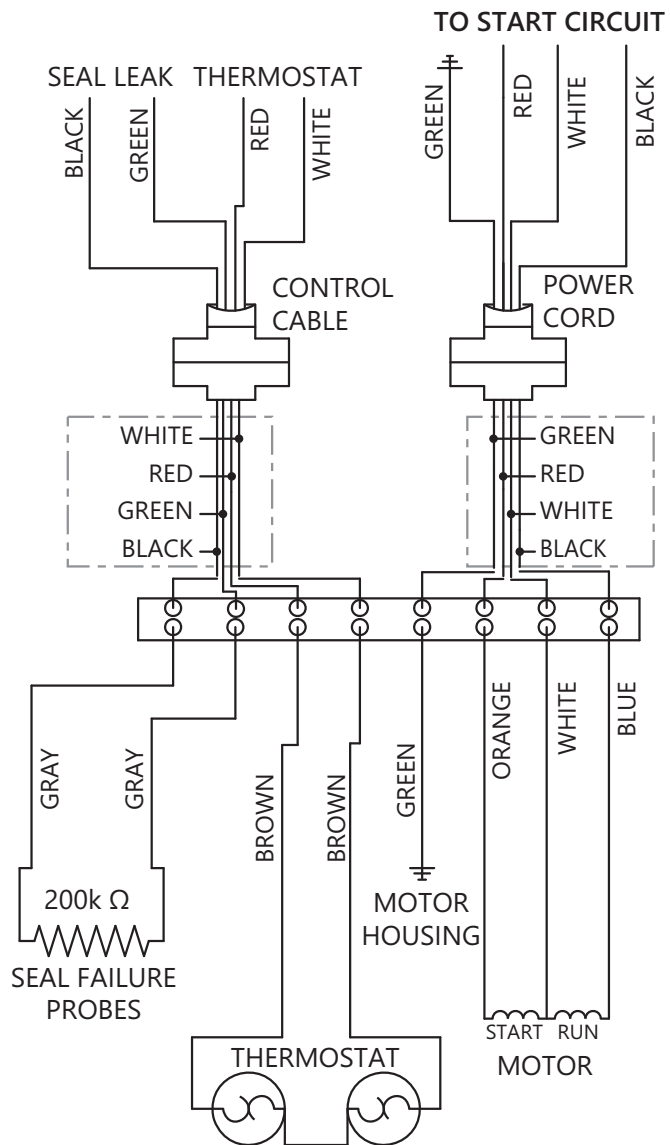 TO START CIRCUIT
SEAL LEAK THERMOSTAT
BLACK
GREEN
RED
WHITE
GREEN
RED
WHITE
BLACK
CONTROL
CABLE
POWER
CORD
WHITE
RED
GREEN
BLACK
GREEN
RED
WHITE
BLACK
GRAY
GRAY
BROWN
BROWN
GREEN
ORANGE
WHITE
BLUE
200k Ω
SEAL FAILURE
PROBES
MOTOR
HOUSING
START RUN
MOTOR
THERMOSTAT